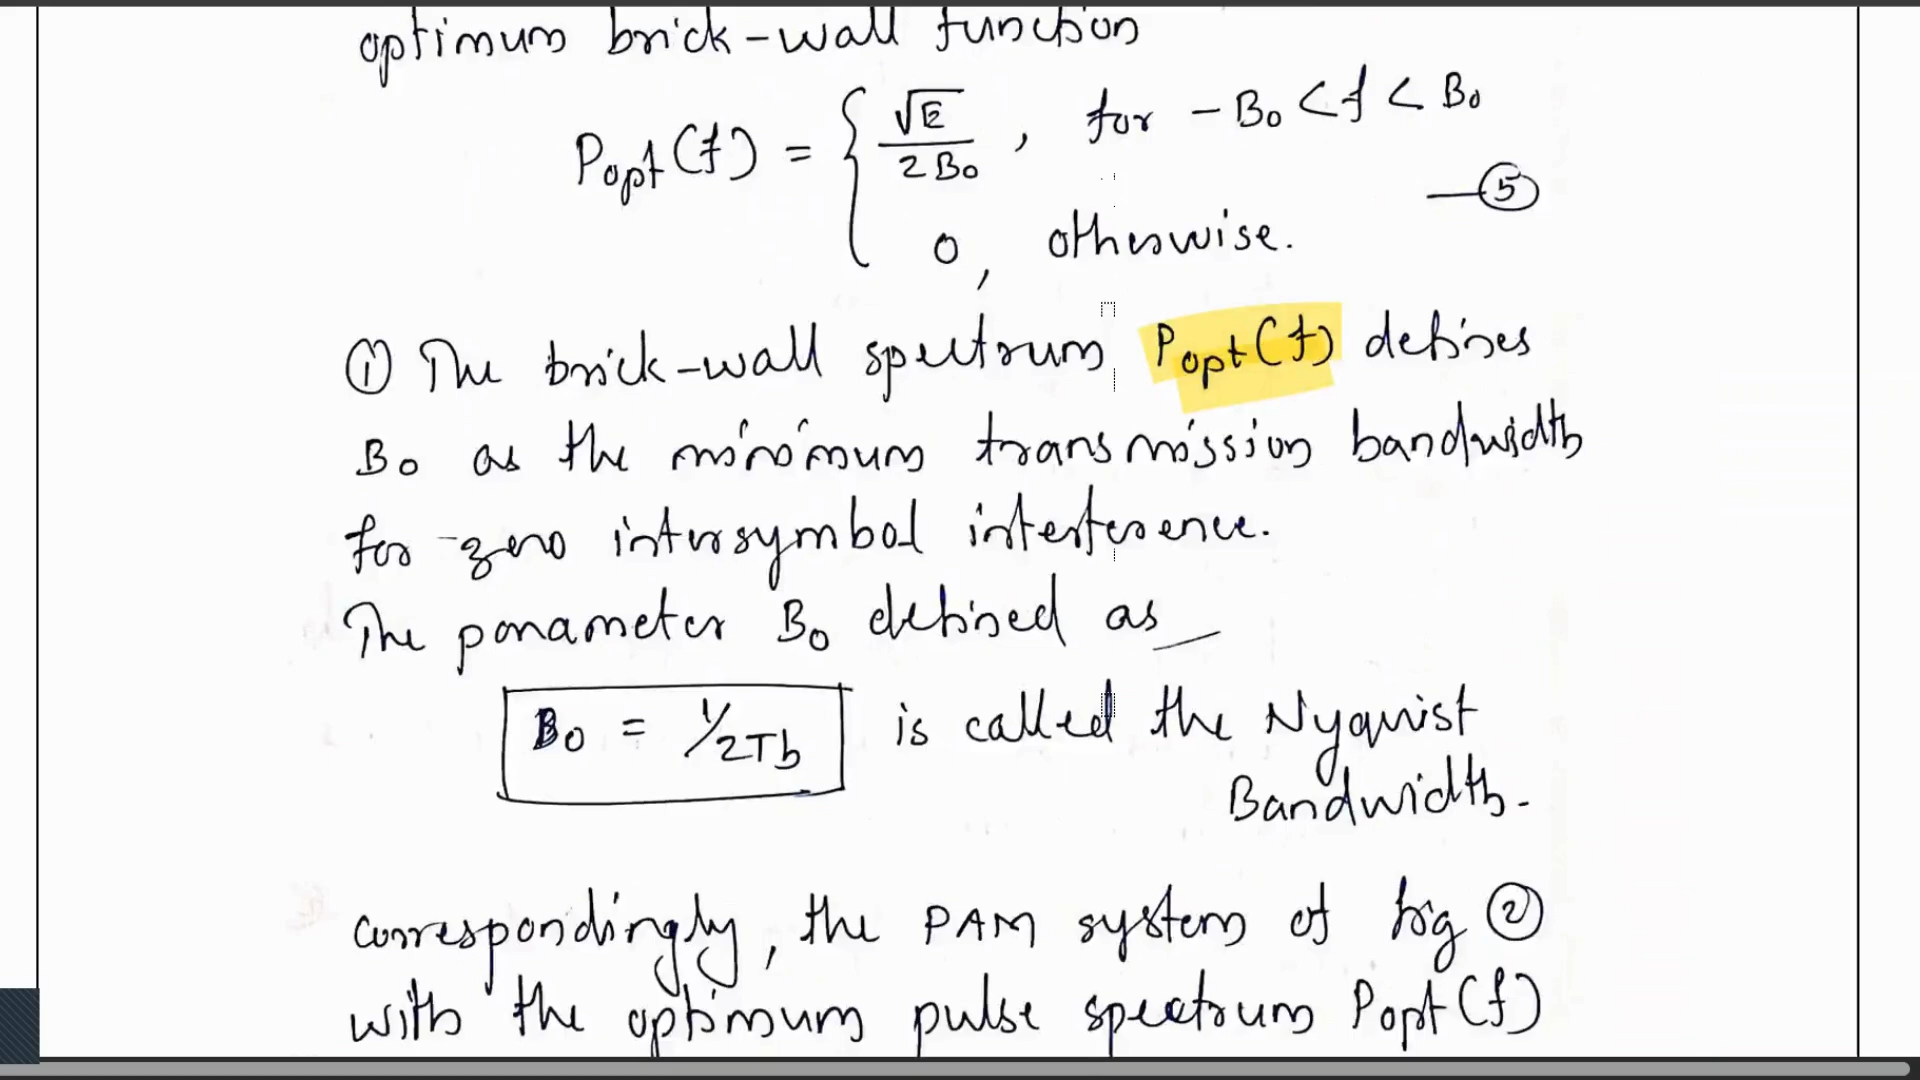 optimum brick-wall function
Popt(f) = { √E / 2B₀ , for -B₀ < f < B₀
— ⑤
0, otherwise.
① The brick-wall spectrum Popt(f) defines
B₀ as the minimum transmission bandwidth
for zero intersymbol interference.
The parameter B₀ defined as —
B₀ = 1/2Tb is called the Nyquist
Bandwidth.
correspondingly, the PAM system of fig ②
with the optimum pulse spectrum Popt(f)